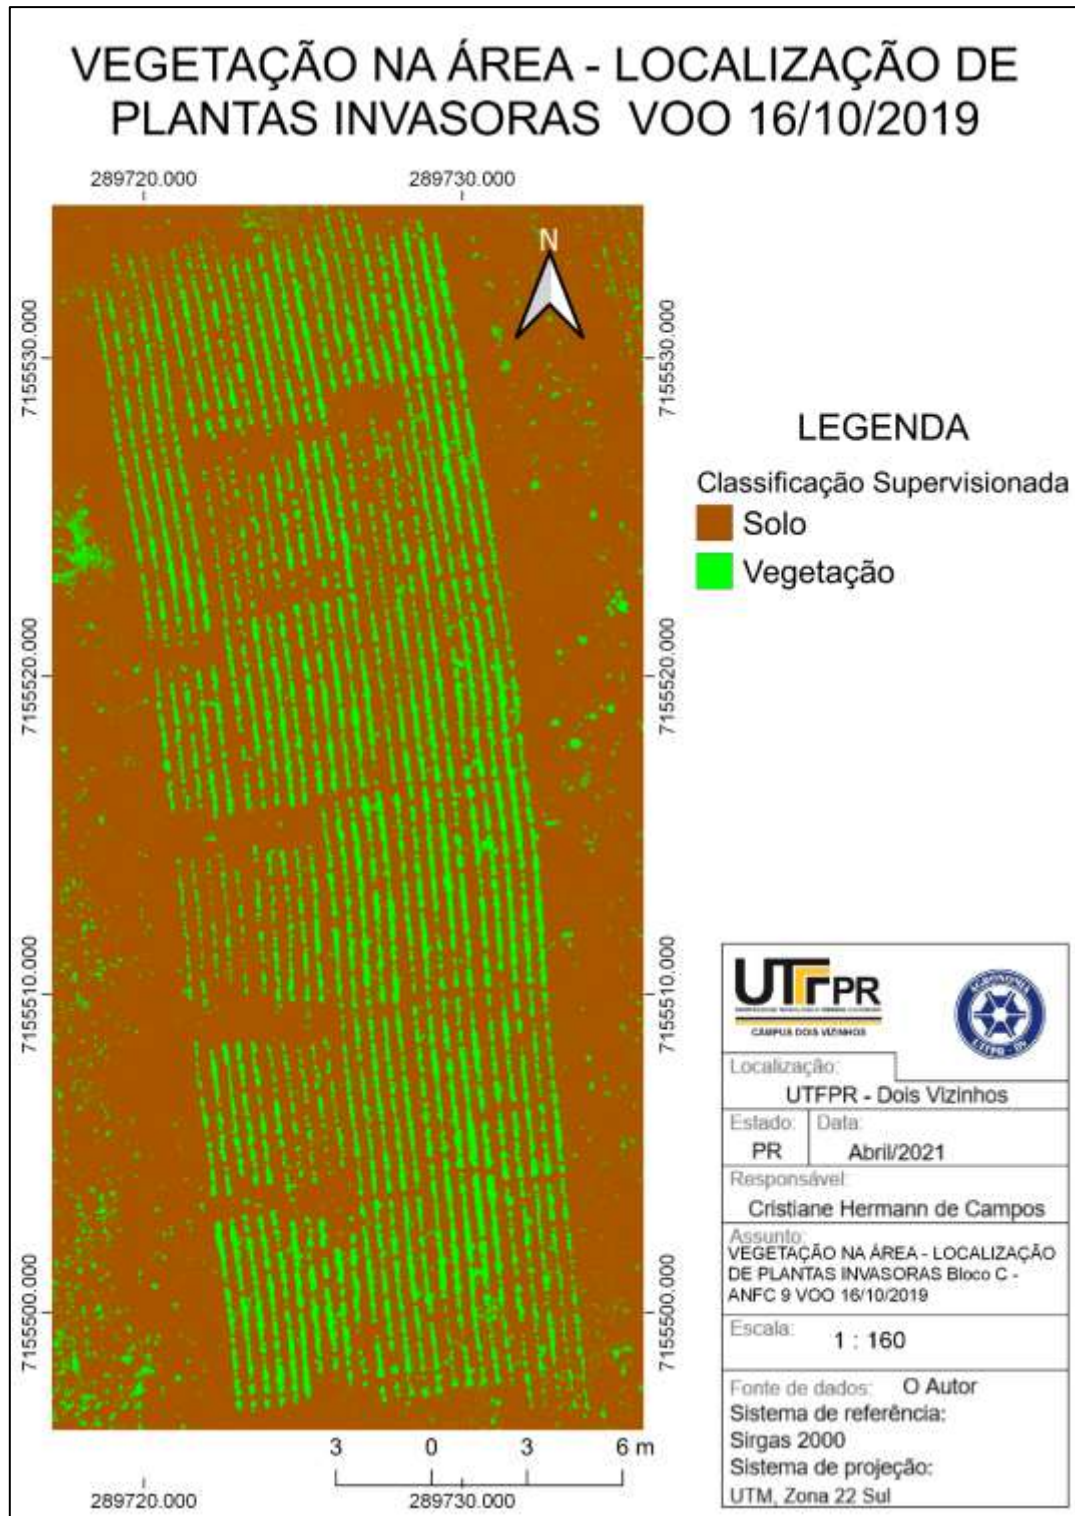 VEGETAÇÃO NA ÁREA - LOCALIZAÇÃO DE
PLANTAS INVASORAS VOO 16/10/2019
289720.000 289730.000
N
7155530.000 7155530.000
7155520.000 7155520.000
7155510.000 7155510.000
7155500.000 7155500.000
LEGENDA
Classificação Supervisionada
Solo
Vegetação
3 0 3 6 m
289720.000 289730.000
UTFPR
CÂMPUS DOIS VIZINHOS
AGRONOMIA
UTFPR - DV
Localização:
UTFPR - Dois Vizinhos
Estado: Data:
PR Abril/2021
Responsável:
Cristiane Hermann de Campos
Assunto:
VEGETAÇÃO NA ÁREA - LOCALIZAÇÃO
DE PLANTAS INVASORAS Bloco C -
ANFC 9 VOO 16/10/2019
Escala: 1 : 160
Fonte de dados: O Autor
Sistema de referência:
Sirgas 2000
Sistema de projeção:
UTM, Zona 22 Sul